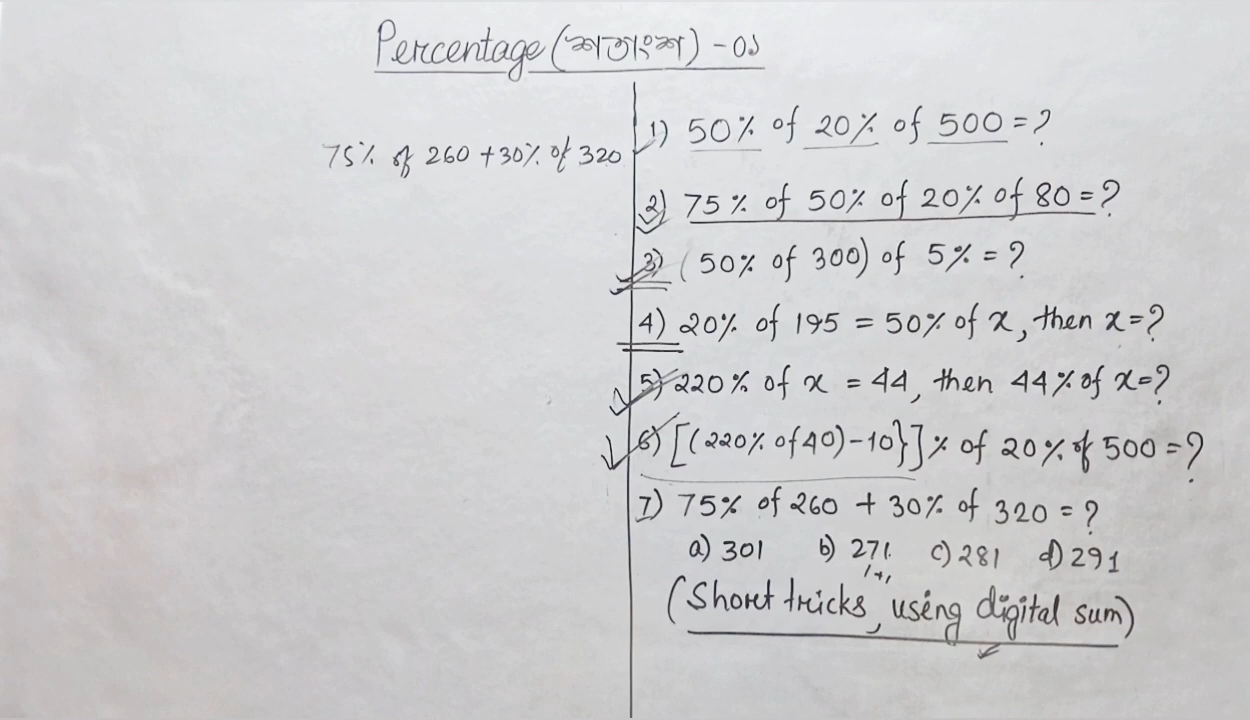 Percentage (শতাংশ) - ০১
75% of 260 + 30% of 320
1) 50% of 20% of 500 = ?
2) 75% of 50% of 20% of 80 = ?
3) (50% of 300) of 5% = ?
4) 20% of 195 = 50% of x, then x = ?
5) 220% of x = 44, then 44% of x = ?
6) [(220% of 40) - 10}] % of 20% of 500 = ?
7) 75% of 260 + 30% of 320 = ?
a) 301 b) 271 c) 281 d) 291
(Short tricks, using digital sum)